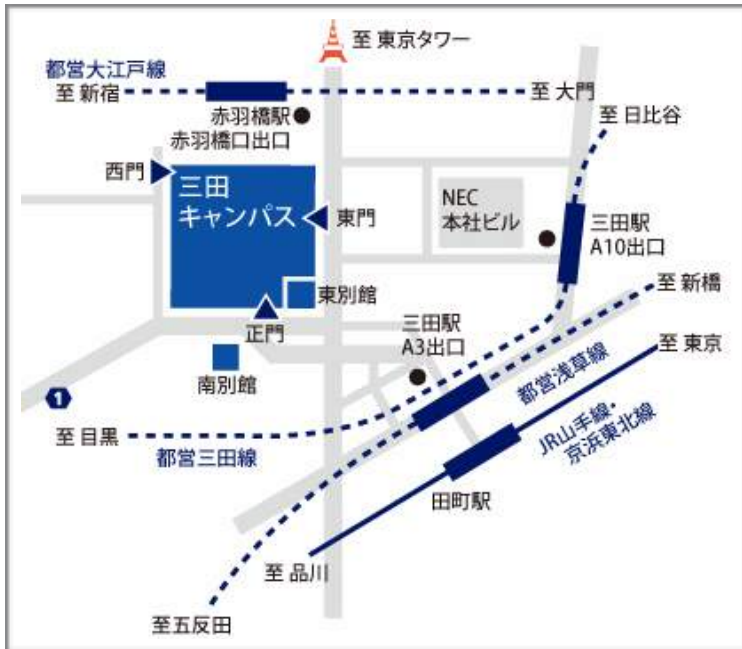 至 東京タワー
都営大江戸線
至 新宿
至 大門
赤羽橋駅
赤羽橋口出口
至 日比谷
西門
三田
キャンパス
東門
NEC
本社ビル
三田駅
A10出口
至 新橋
東別館
正門
三田駅
A3出口
至 東京
南別館
都営浅草線
1
至 目黒
都営三田線
JR山手線・
京浜東北線
田町駅
至 品川
至五反田